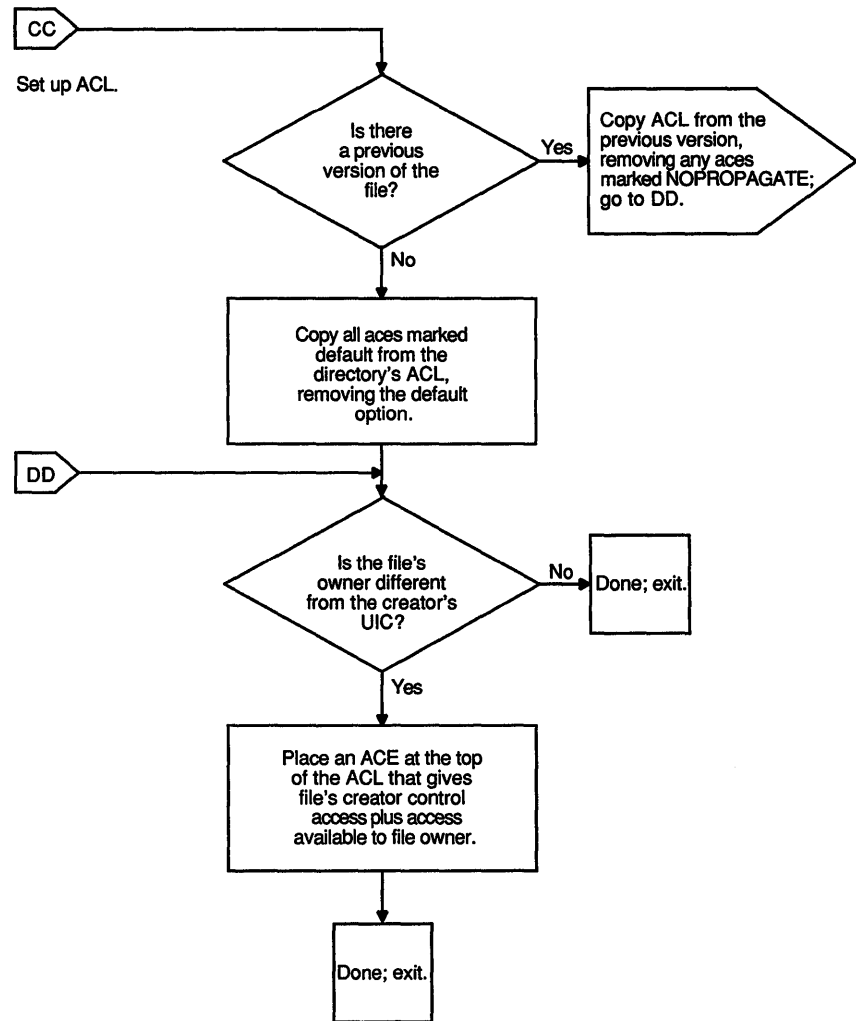 CC
Set up ACL.
Is there
a previous
version of the
file?
Yes
Copy ACL from the
previous version,
removing any aces
marked NOPROPAGATE;
go to DD.
No
Copy all aces marked
default from the
directory's ACL,
removing the default
option.
DD
Is the file's
owner different
from the creator's
UIC?
No
Done; exit.
Yes
Place an ACE at the top
of the ACL that gives
file's creator control
access plus access
available to file owner.
Done; exit.